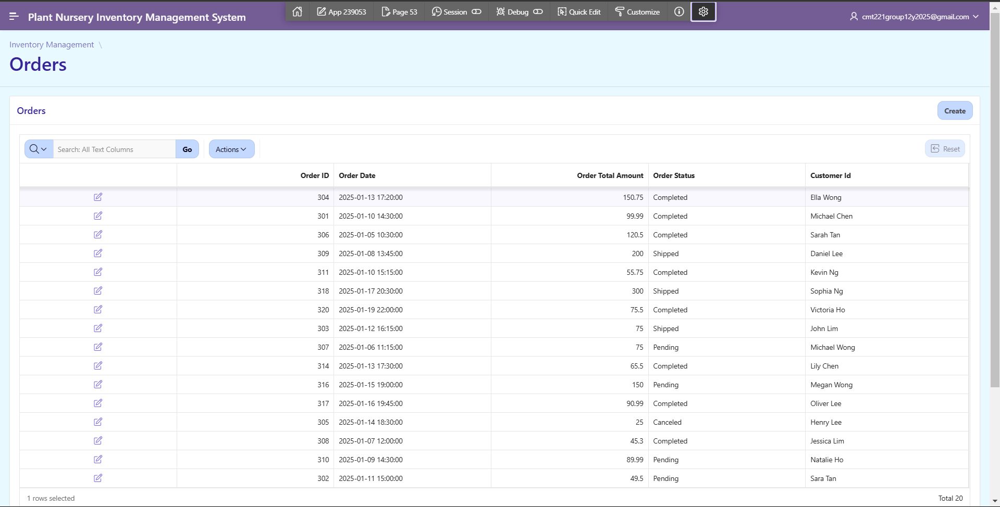 Plant Nursery Inventory Management System
App 239053 Page 53 Session Debug Quick Edit Customize
cmt221group12y2025@gmail.com
Inventory Management \
Orders
Orders
Create
Search: All Text Columns Go Actions Reset
Order ID Order Date Order Total Amount Order Status Customer Id
304 2025-01-13 17:20:00 150.75 Completed Ella Wong
301 2025-01-10 14:30:00 99.99 Completed Michael Chen
306 2025-01-05 10:30:00 120.5 Completed Sarah Tan
309 2025-01-08 13:45:00 200 Shipped Daniel Lee
311 2025-01-10 15:15:00 55.75 Completed Kevin Ng
318 2025-01-17 20:30:00 300 Shipped Sophia Ng
320 2025-01-19 22:00:00 75.5 Completed Victoria Ho
303 2025-01-12 16:15:00 75 Shipped John Lim
307 2025-01-06 11:15:00 75 Pending Michael Wong
314 2025-01-13 17:30:00 65.5 Completed Lily Chen
316 2025-01-15 19:00:00 150 Pending Megan Wong
317 2025-01-16 19:45:00 90.99 Completed Oliver Lee
305 2025-01-14 18:30:00 25 Canceled Henry Lee
308 2025-01-07 12:00:00 45.3 Completed Jessica Lim
310 2025-01-09 14:30:00 89.99 Pending Natalie Ho
302 2025-01-11 15:00:00 49.5 Pending Sara Tan
1 rows selected Total 20